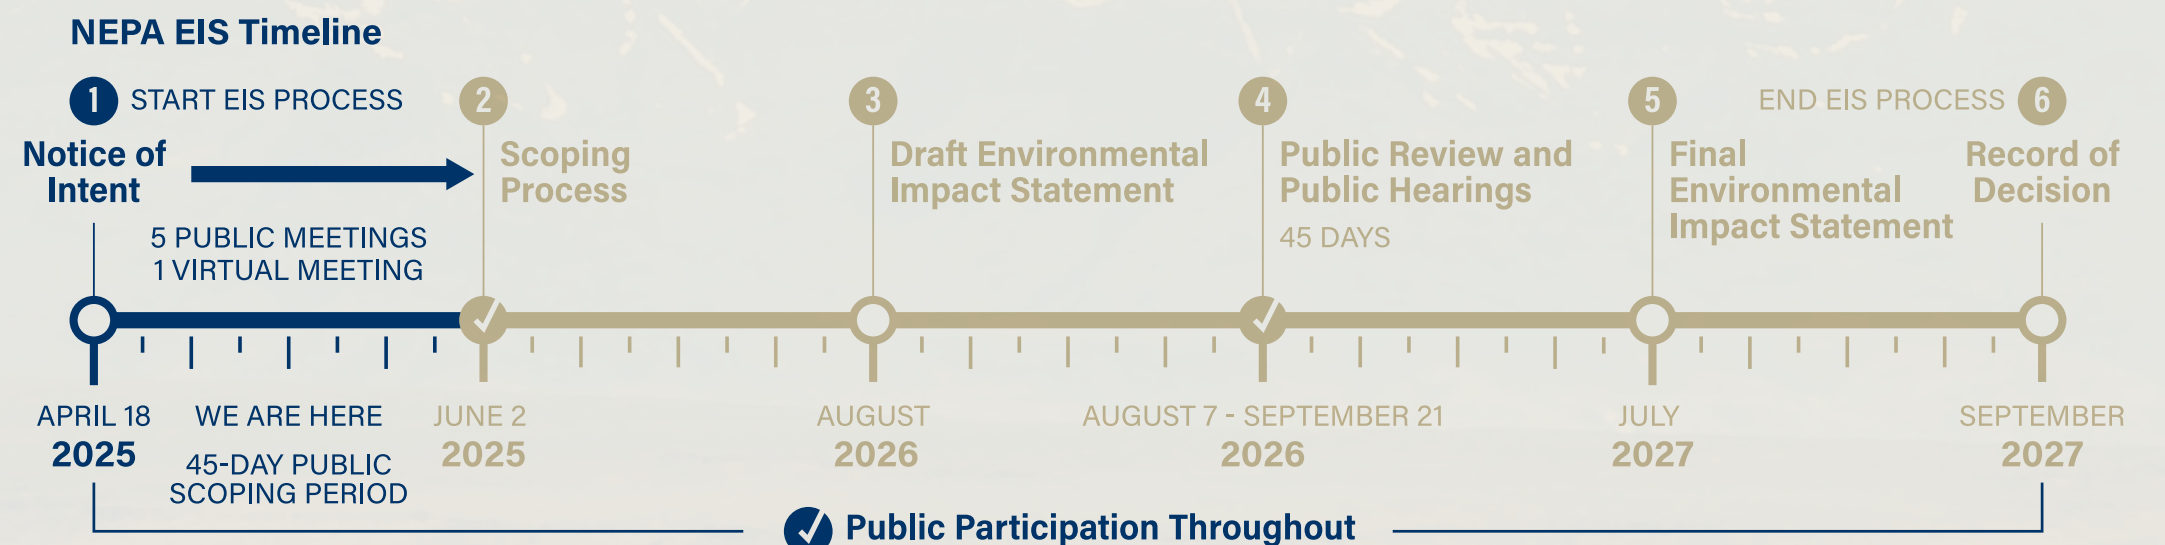 NEPA EIS Timeline
1 START EIS PROCESS
Notice of
Intent
5 PUBLIC MEETINGS
1 VIRTUAL MEETING
APRIL 18
2025
WE ARE HERE
45-DAY PUBLIC
SCOPING PERIOD
2
Scoping
Process
JUNE 2
2025
3
Draft Environmental
Impact Statement
AUGUST
2026
4
Public Review and
Public Hearings
45 DAYS
AUGUST 7 - SEPTEMBER 21
2026
5
Final
Environmental
Impact Statement
JULY
2027
END EIS PROCESS 6
Record of
Decision
SEPTEMBER
2027
Public Participation Throughout